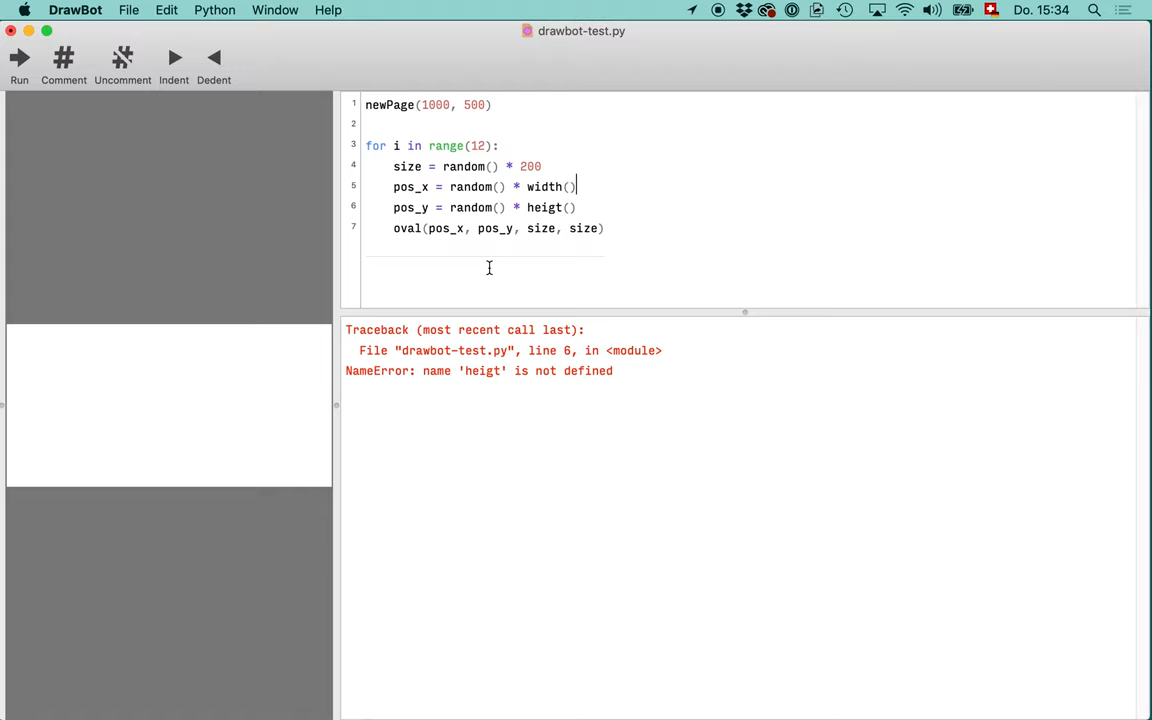 DrawBot File Edit Python Window Help Do. 15:34
drawbot-test.py
Run Comment Uncomment Indent Dedent
1 newPage(1000, 500)
2
3 for i in range(12):
4 size = random() * 200
5 pos_x = random() * width()
6 pos_y = random() * heigt()
7 oval(pos_x, pos_y, size, size)
Traceback (most recent call last):
File "drawbot-test.py", line 6, in <module>
NameError: name 'heigt' is not defined